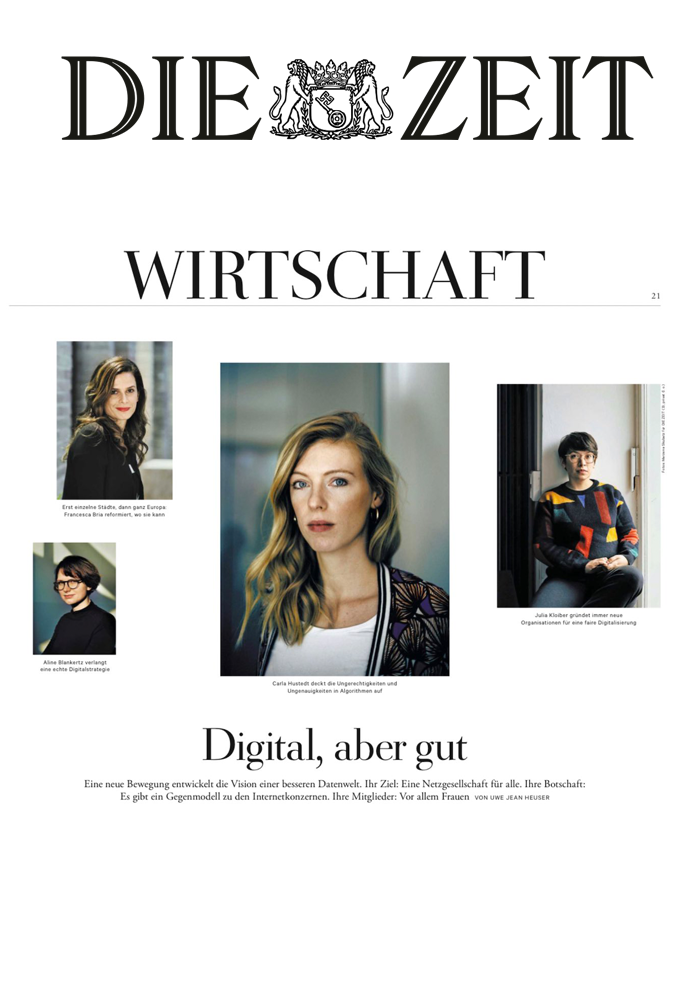 DIE ZEIT
WIRTSCHAFT
21
Erst einzelne Städte, dann ganz Europa:
Francesca Bria reformiert, wo sie kann
Aline Blankertz verlangt
eine echte Digitalstrategie
Carla Hustedt deckt die Ungerechtigkeiten und
Ungenauigkeiten in Algorithmen auf
Julia Kloiber gründet immer neue
Organisationen für eine faire Digitalisierung
Digital, aber gut
Eine neue Bewegung entwickelt die Vision einer besseren Datenwelt. Ihr Ziel: Eine Netzgesellschaft für alle. Ihre Botschaft:
Es gibt ein Gegenmodell zu den Internetkonzernen. Ihre Mitglieder: Vor allem Frauen VON UWE JEAN HEUSER